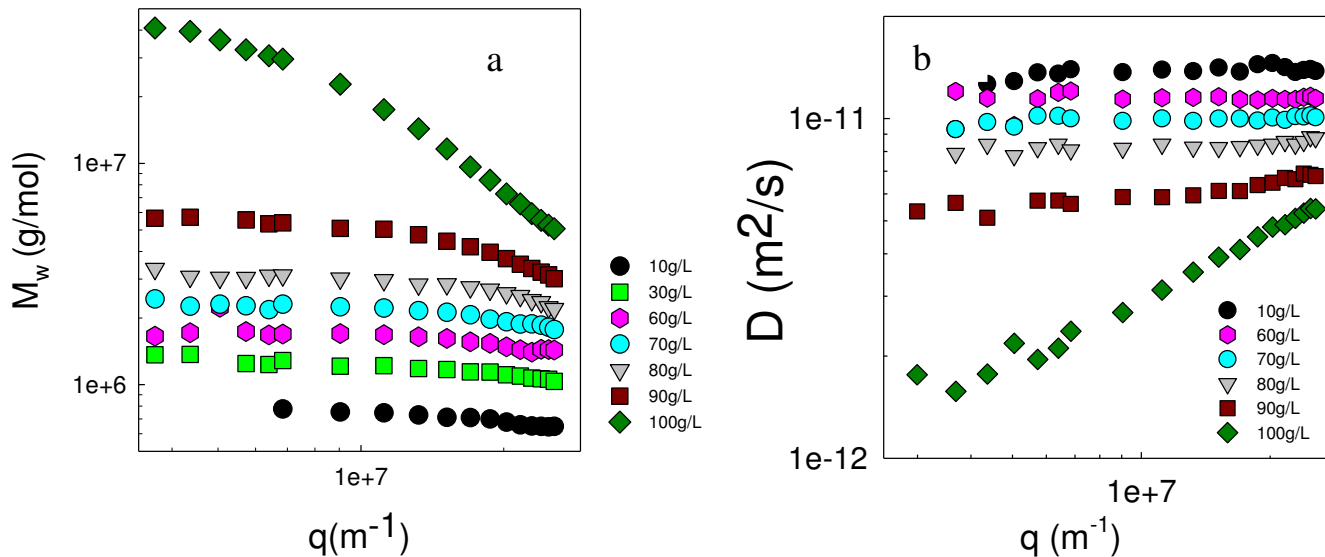 a
M_w (g/mol)
1e+7
1e+6
1e+7
q(m⁻¹)
10g/L
30g/L
60g/L
70g/L
80g/L
90g/L
100g/L
b
D (m²/s)
1e-11
1e-12
1e+7
q (m⁻¹)
10g/L
60g/L
70g/L
80g/L
90g/L
100g/L